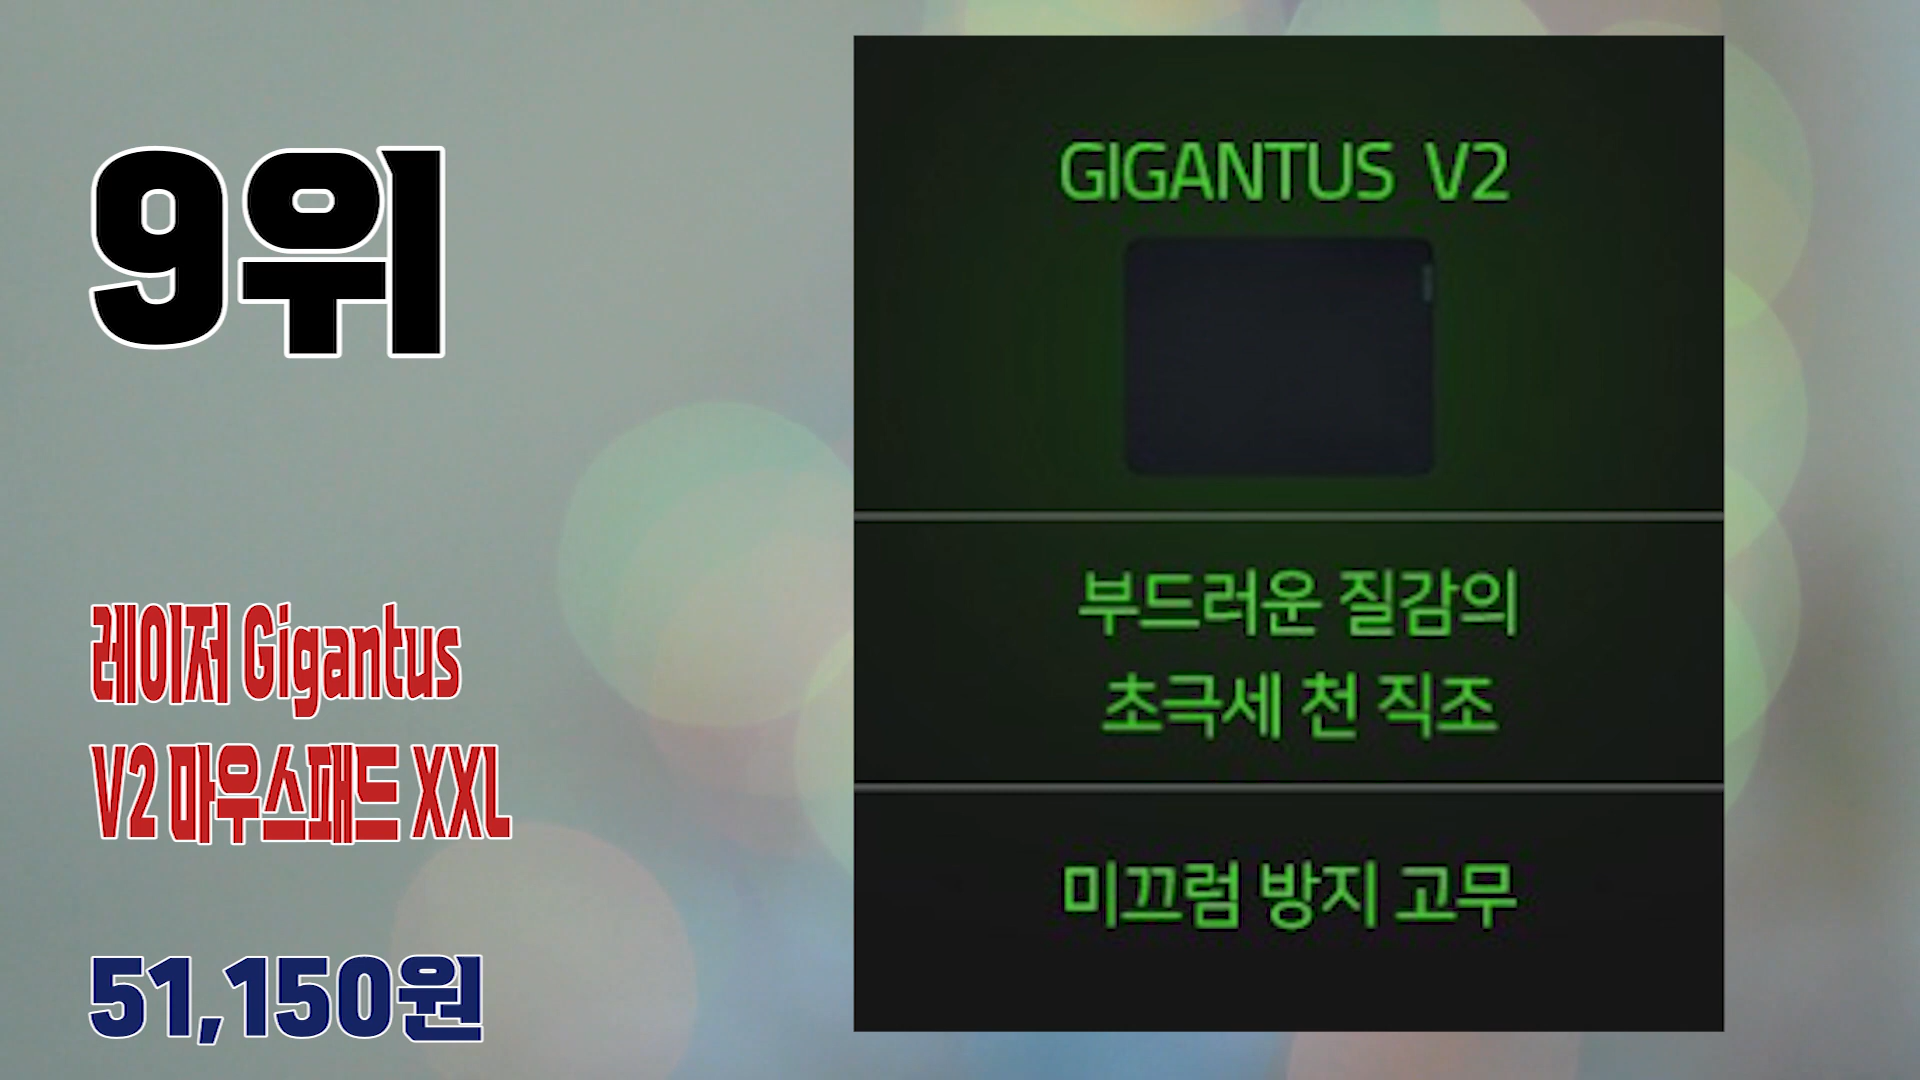 9위
레이저 Gigantus
V2 마우스패드 XXL
51,150원
GIGANTUS V2
부드러운 질감의
초극세 천 직조
미끄럼 방지 고무